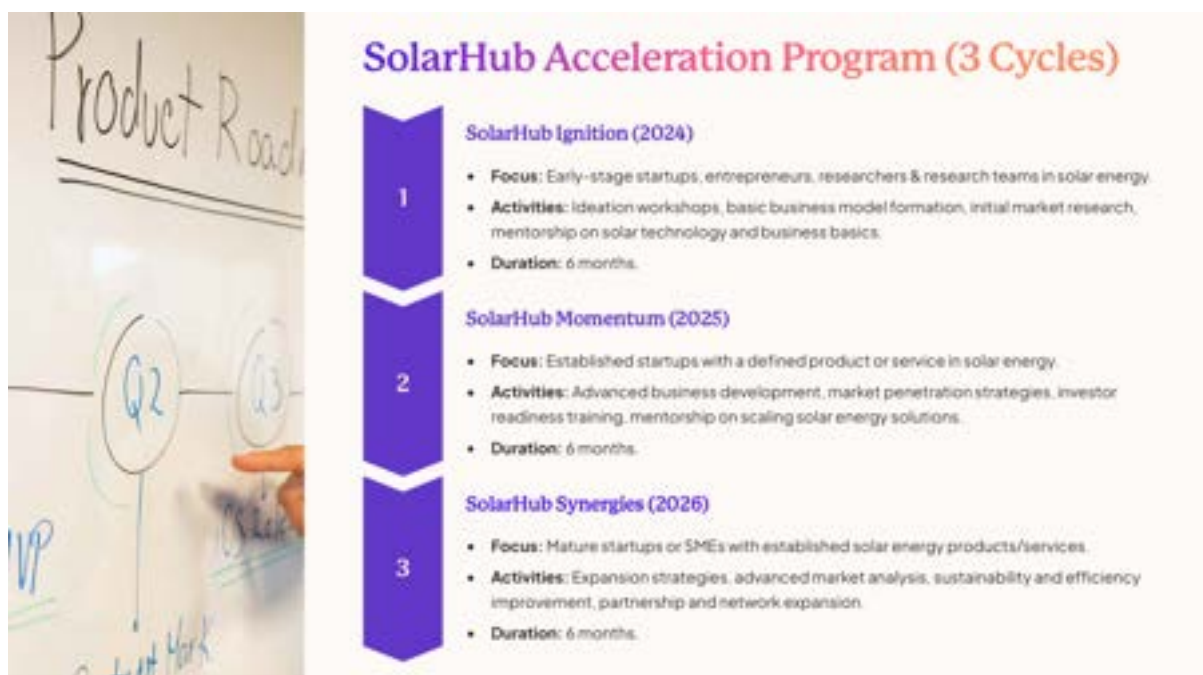 Product Road
Q2
Q3
MVP
SolarHub Acceleration Program (3 Cycles)
1
SolarHub Ignition (2024)
• Focus: Early-stage startups, entrepreneurs, researchers & research teams in solar energy.
• Activities: Ideation workshops, basic business model formation, initial market research,
mentorship on solar technology and business basics.
• Duration: 6 months.
2
SolarHub Momentum (2025)
• Focus: Established startups with a defined product or service in solar energy.
• Activities: Advanced business development, market penetration strategies, investor
readiness training, mentorship on scaling solar energy solutions.
• Duration: 6 months.
3
SolarHub Synergies (2026)
• Focus: Mature startups or SMEs with established solar energy products/services.
• Activities: Expansion strategies, advanced market analysis, sustainability and efficiency
improvement, partnership and network expansion.
• Duration: 6 months.